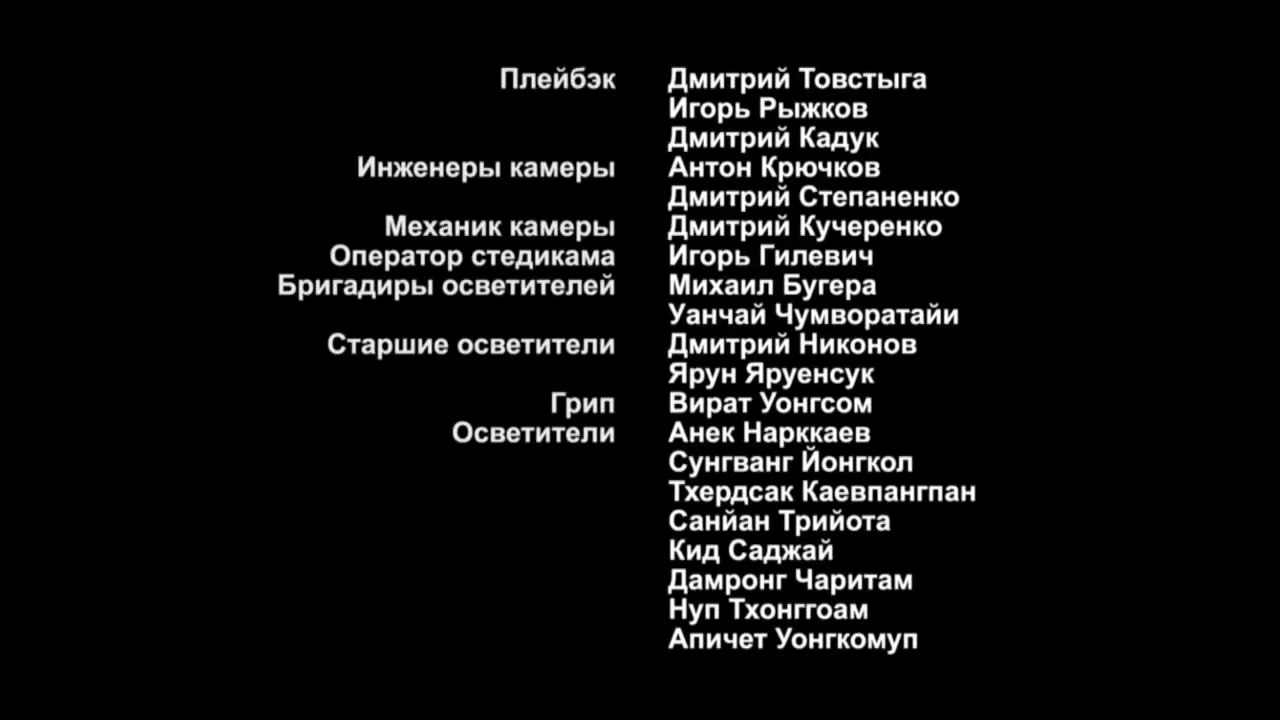 Плейбэк Дмитрий Товстыга
Игорь Рыжков
Дмитрий Кадук
Инженеры камеры Антон Крючков
Дмитрий Степаненко
Механик камеры Дмитрий Кучеренко
Оператор стедикама Игорь Гилевич
Бригадиры осветителей Михаил Бугера
Уанчай Чумворатайи
Старшие осветители Дмитрий Никонов
Ярун Яруенсук
Грип Вират Уонгсом
Осветители Анек Нарккаев
Сунгванг Йонгкол
Тхердсак Каевпангпан
Санйан Трийота
Кид Саджай
Дамронг Чаритам
Нуп Тхонггоам
Апичет Уонгкомуп